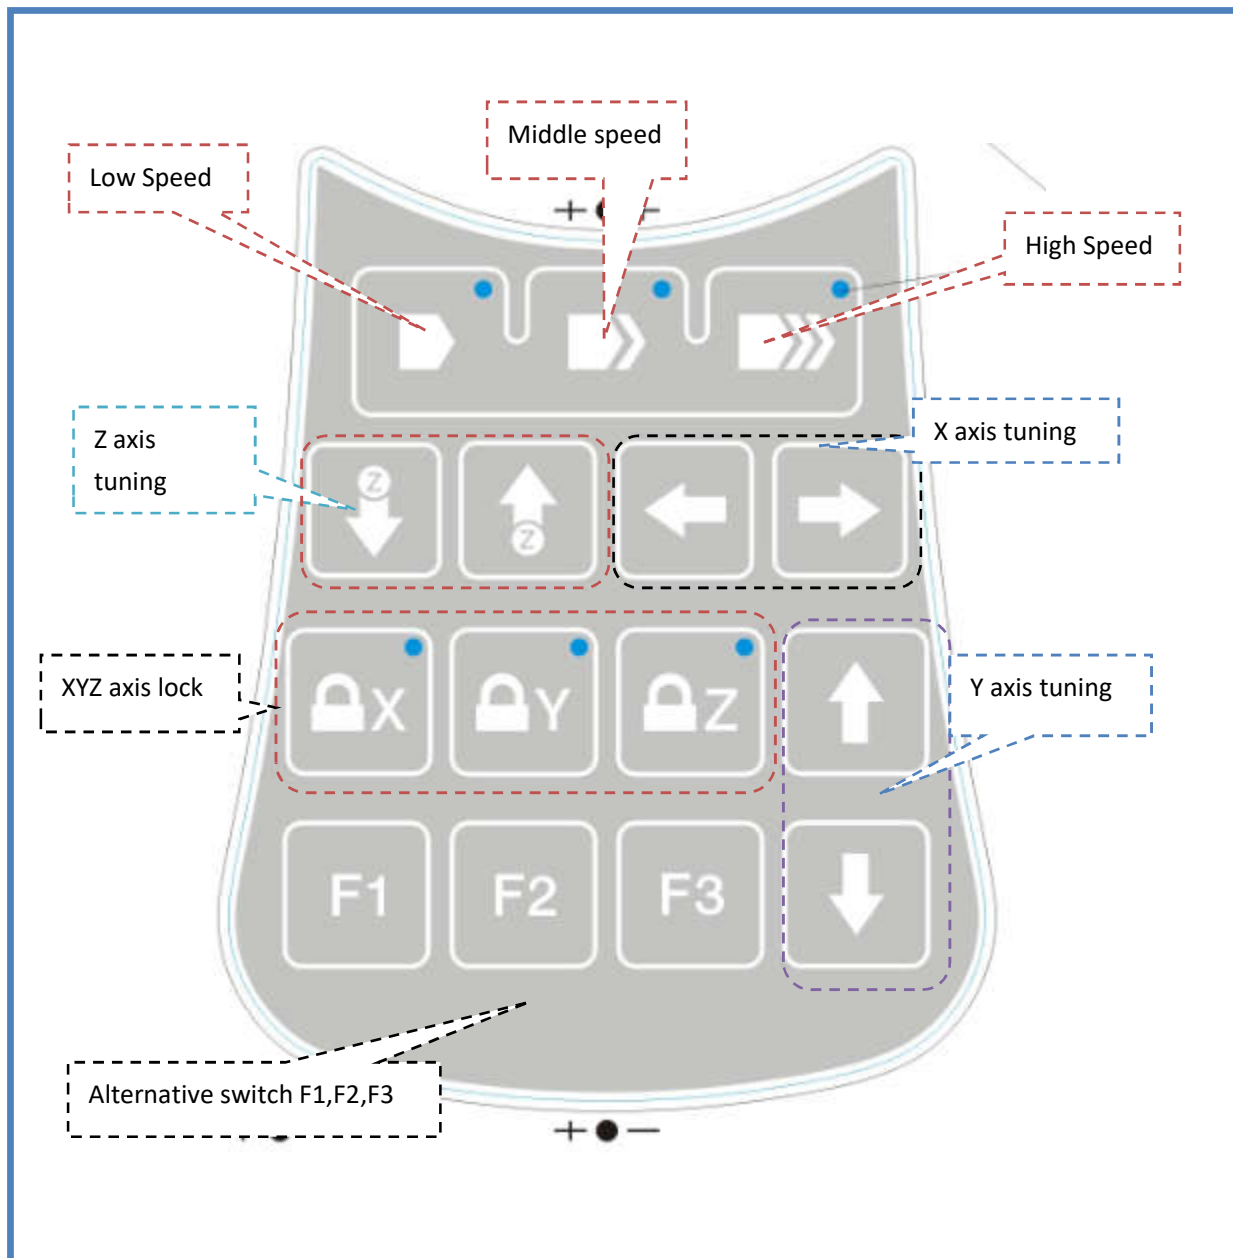 Middle speed
Low Speed
High Speed
X axis tuning
Z axis
tuning
Z
Z
XYZ axis lock
X
Y
Z
Y axis tuning
F1
F2
F3
Alternative switch F1,F2,F3